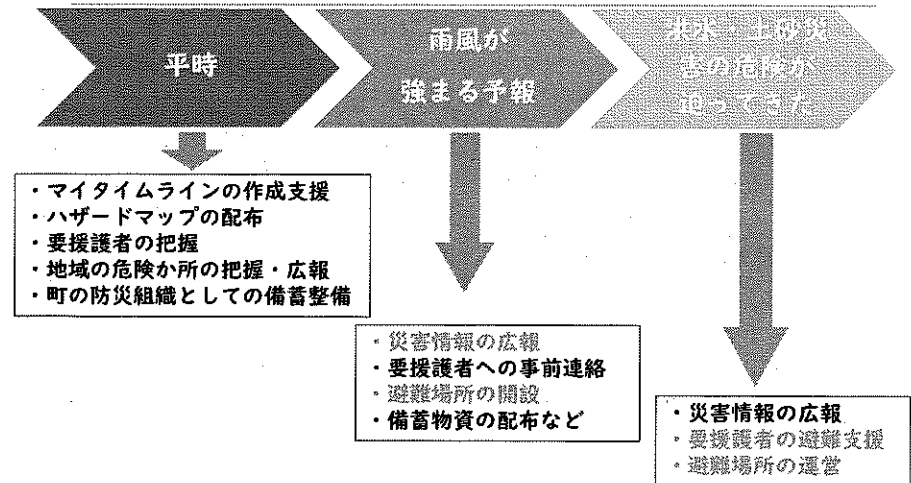 平時
雨風が
強まる予報
洪水・土砂災
害の危険が
迫ってきた
・マイタイムラインの作成支援
・ハザードマップの配布
・要援護者の把握
・地域の危険か所の把握・広報
・町の防災組織としての備蓄整備
・災害情報の広報
・要援護者への事前連絡
・避難場所の開設
・備蓄物資の配布など
・災害情報の広報
・要援護者の避難支援
・避難場所の運営